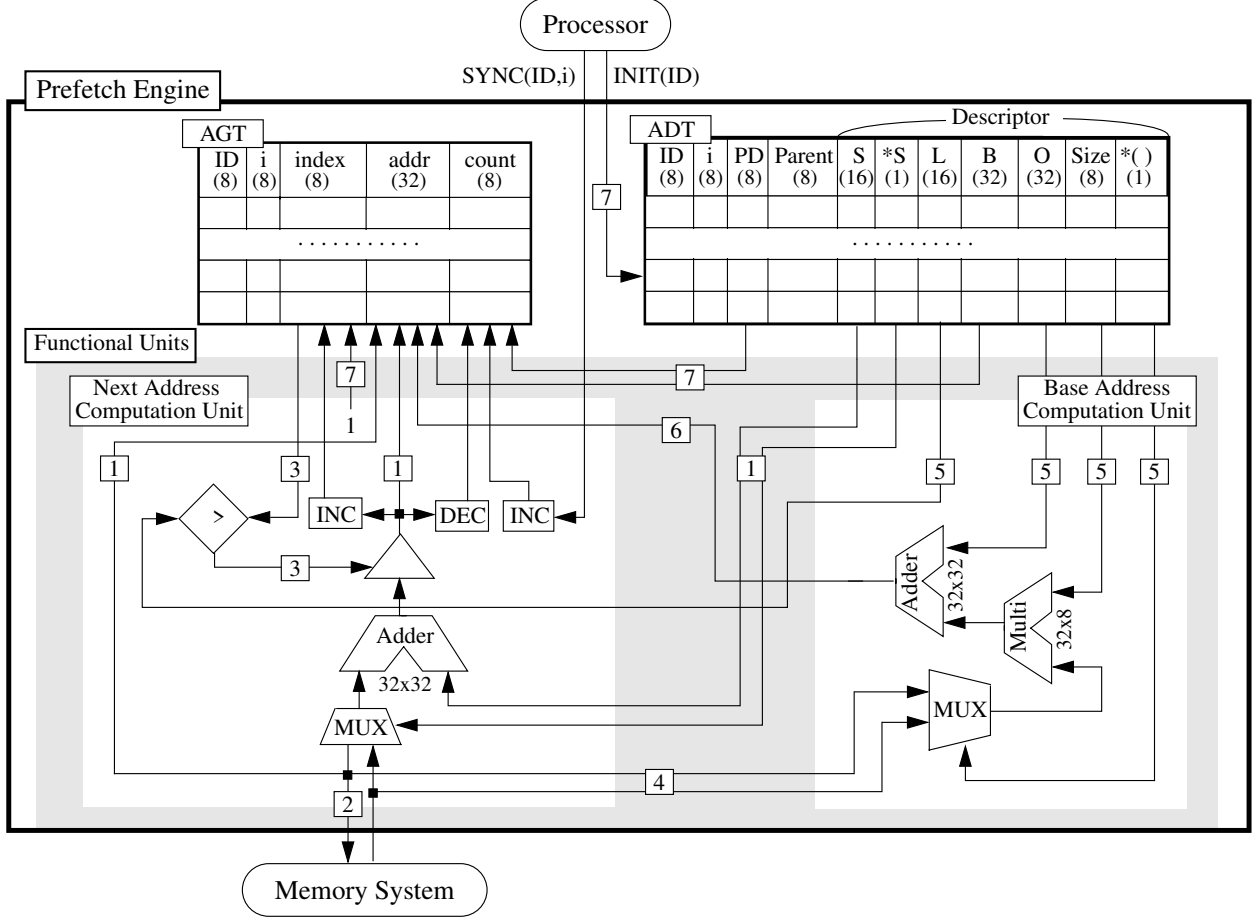 Processor
SYNC(ID,i) INIT(ID)
Prefetch Engine
Descriptor
AGT
ADT
ID i index addr count
(8) (8) (8) (32) (8)
ID i PD Parent S *S L B O Size *( )
(8) (8) (8) (8) (16) (1) (16) (32) (32) (8) (1)
7
. . . . . . . . . . .
. . . . . . . . . . .
Functional Units
7
7
Next Address
Computation Unit
Base Address
Computation Unit
1
6
1
3
1
1
5
5
5
5
>
INC
DEC
INC
3
Adder
32x32
Multi
32x8
Adder
32x32
MUX
MUX
4
2
Memory System